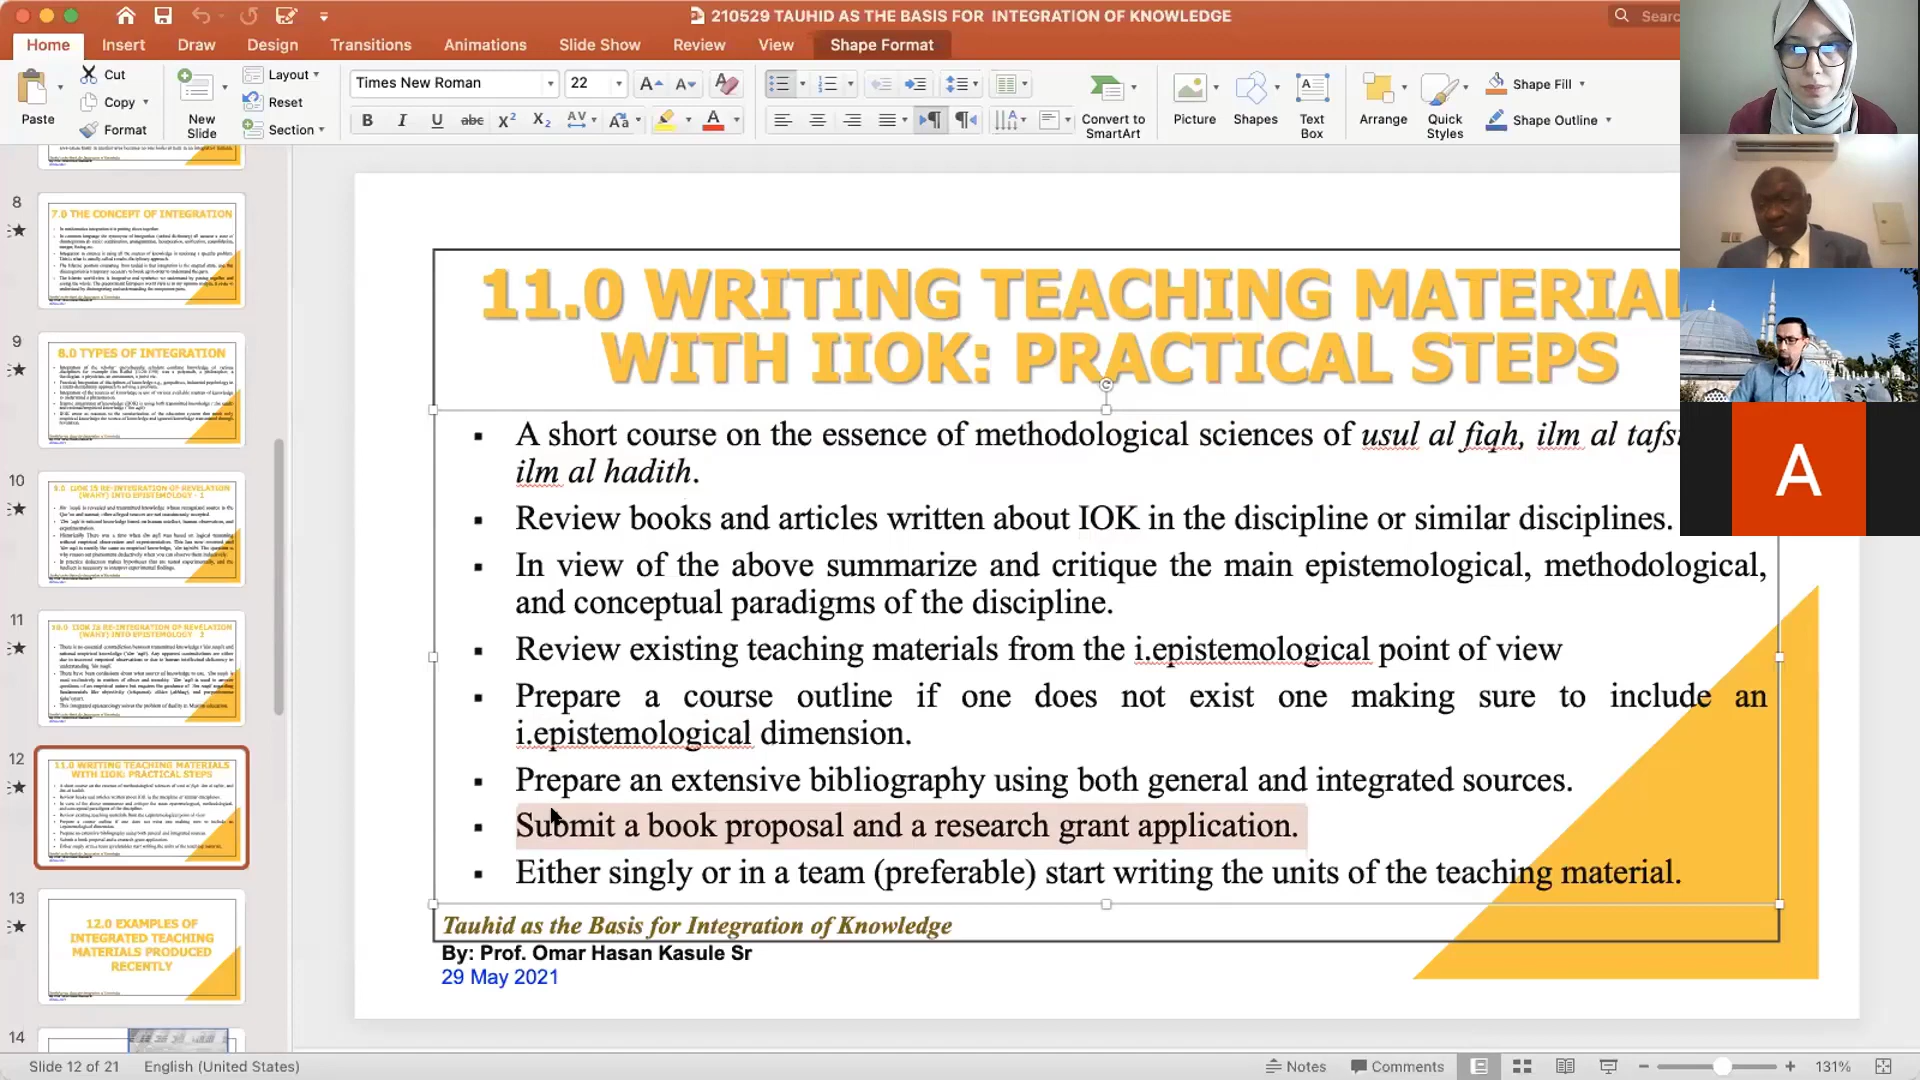 210529 TAUHID AS THE BASIS FOR INTEGRATION OF KNOWLEDGE
Searc
Home Insert Draw Design Transitions Animations Slide Show Review View Shape Format
Paste
Cut
Copy
Format
New Slide
Layout
Reset
Section
Times New Roman 22
Convert to SmartArt
Picture
Shapes
Text Box
Arrange
Quick Styles
Shape Fill
Shape Outline
8
7.0 THE CONCEPT OF INTEGRATION
9
8.0 TYPES OF INTEGRATION
10
11
12
11.0 WRITING TEACHING MATERIALS
WITH IIOK: PRACTICAL STEPS
13
12.0 EXAMPLES OF
INTEGRATED TEACHING
MATERIALS PRODUCED
RECENTLY
14
11.0 WRITING TEACHING MATERIAL
WITH IIOK: PRACTICAL STEPS
▪ A short course on the essence of methodological sciences of usul al fiqh, ilm al tafsi
ilm al hadith.
▪ Review books and articles written about IOK in the discipline or similar disciplines.
▪ In view of the above summarize and critique the main epistemological, methodological,
and conceptual paradigms of the discipline.
▪ Review existing teaching materials from the i.epistemological point of view
▪ Prepare a course outline if one does not exist one making sure to include an
i.epistemological dimension.
▪ Prepare an extensive bibliography using both general and integrated sources.
▪ Submit a book proposal and a research grant application.
▪ Either singly or in a team (preferable) start writing the units of the teaching material.
Tauhid as the Basis for Integration of Knowledge
By: Prof. Omar Hasan Kasule Sr
29 May 2021
A
Slide 12 of 21 English (United States) Notes Comments 131%